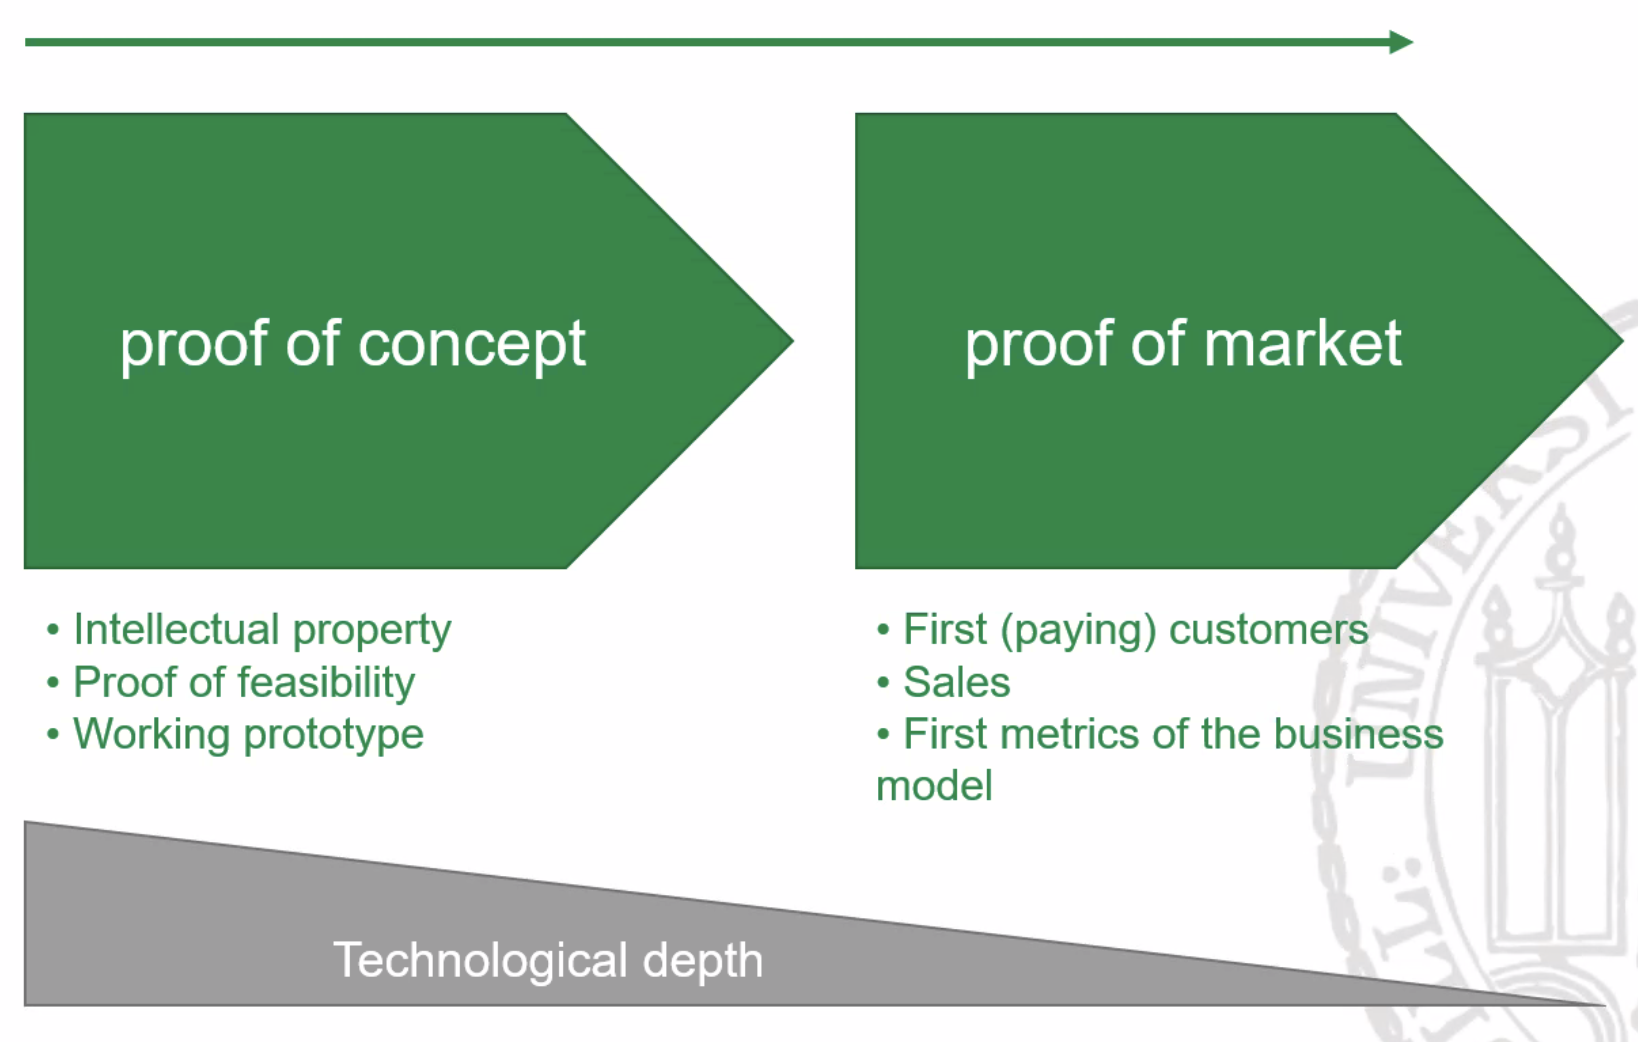 proof of concept
proof of market
• Intellectual property
• Proof of feasibility
• Working prototype
• First (paying) customers
• Sales
• First metrics of the business
model
Technological depth
UNIVERSI